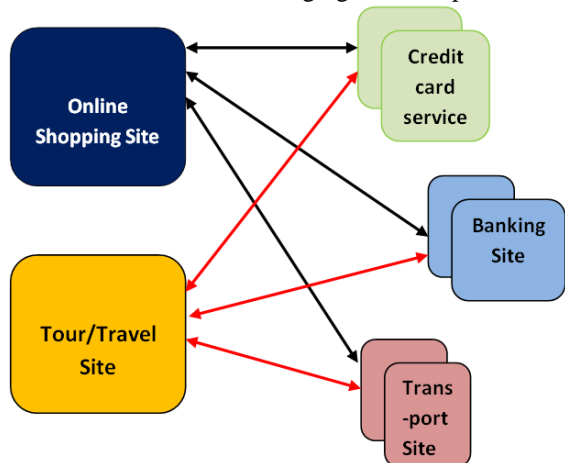 Online
Shopping Site
Credit
card
service
Banking
Site
Tour/Travel
Site
Trans
-port
Site